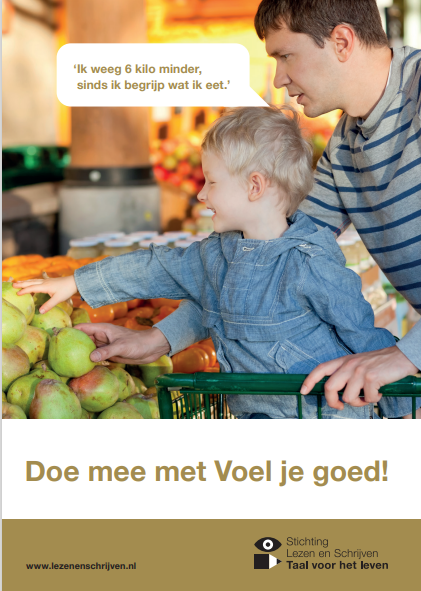 ‘Ik weeg 6 kilo minder,
sinds ik begrijp wat ik eet.’
Doe mee met Voel je goed!
www.lezenenschrijven.nl
Stichting
Lezen en Schrijven
Taal voor het leven